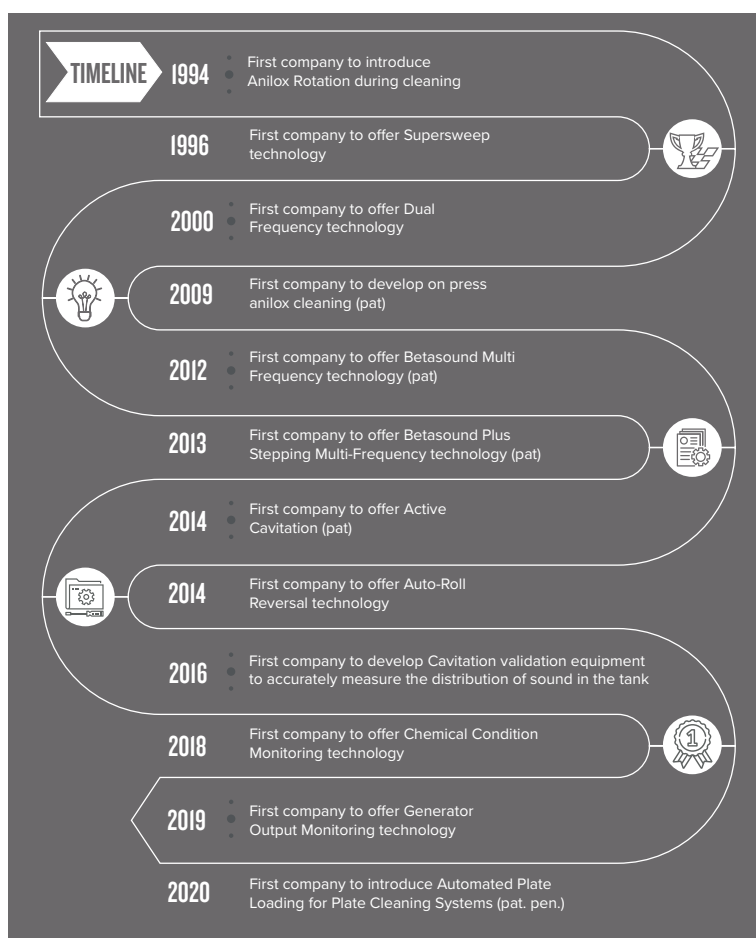 TIMELINE
1994
First company to introduce
Anilox Rotation during cleaning
1996
First company to offer Supersweep
technology
2000
First company to offer Dual
Frequency technology
2009
First company to develop on press
anilox cleaning (pat)
2012
First company to offer Betasound Multi
Frequency technology (pat)
2013
First company to offer Betasound Plus
Stepping Multi-Frequency technology (pat)
2014
First company to offer Active
Cavitation (pat)
2014
First company to offer Auto-Roll
Reversal technology
2016
First company to develop Cavitation validation equipment
to accurately measure the distribution of sound in the tank
2018
First company to offer Chemical Condition
Monitoring technology
1
2019
First company to offer Generator
Output Monitoring technology
2020
First company to introduce Automated Plate
Loading for Plate Cleaning Systems (pat. pen.)